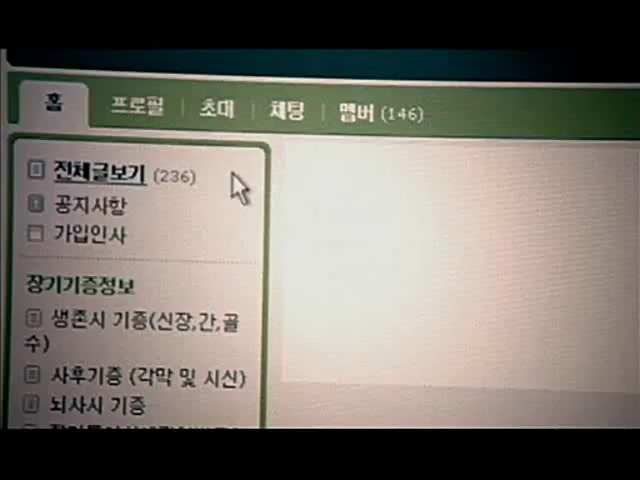 홈 프로필 초대 채팅 멤버 (146)
전체글보기 (236)
공지사항
가입인사
장기기증정보
생존시 기증(신장,간,골
수)
사후기증 (각막 및 시신)
뇌사시 기증